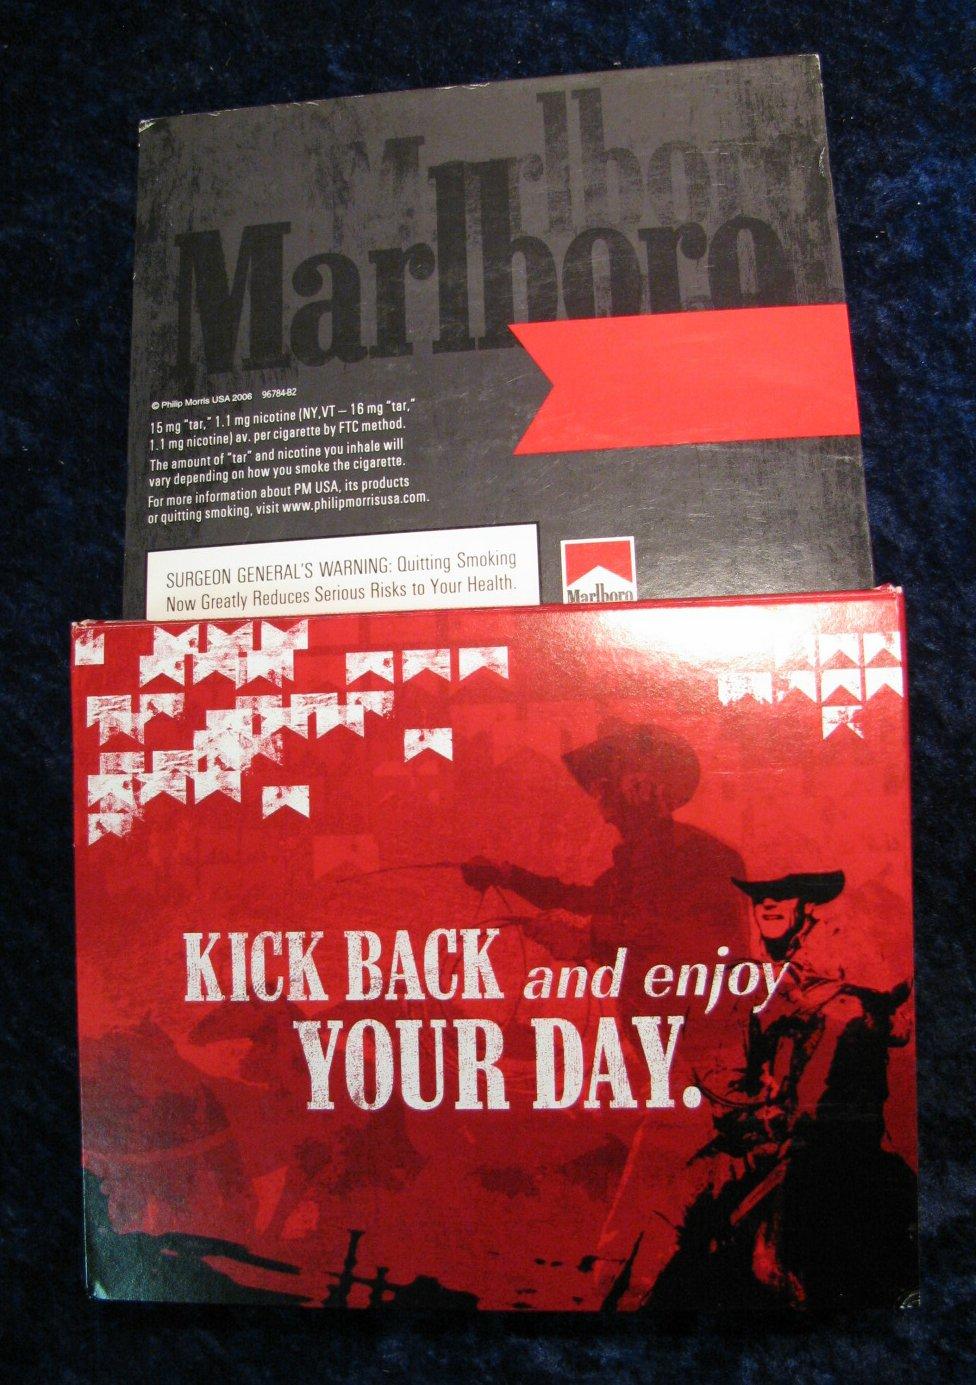 Marlboro
Marlboro
© Philip Morris USA 2006 96784-B2
15 mg "tar," 1.1 mg nicotine (NY,VT – 16 mg "tar,"
1.1 mg nicotine) av. per cigarette by FTC method.
The amount of "tar" and nicotine you inhale will
vary depending on how you smoke the cigarette.
For more information about PM USA, its products
or quitting smoking, visit www.philipmorrisusa.com.
SURGEON GENERAL'S WARNING: Quitting Smoking
Now Greatly Reduces Serious Risks to Your Health.
Marlboro
KICK BACK and enjoy
YOUR DAY.